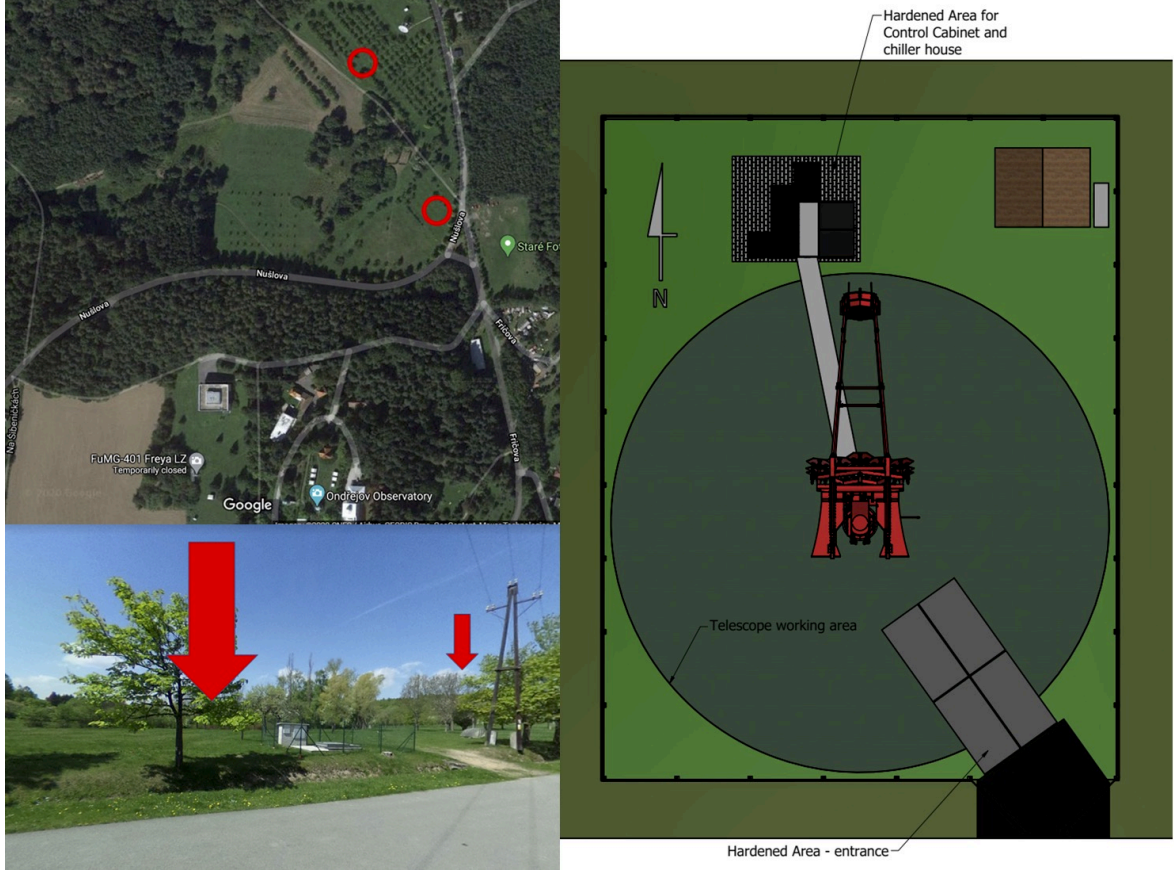 Nušlova
Staré Fo
Nušlova
Nušlova
Fričova
Na Šibeničkách
FuMG-401 Freya LZ
Temporarily closed
Fričova
Google
Ondřejov Observatory
Hardened Area for
Control Cabinet and
chiller house
N
Telescope working area
Hardened Area - entrance